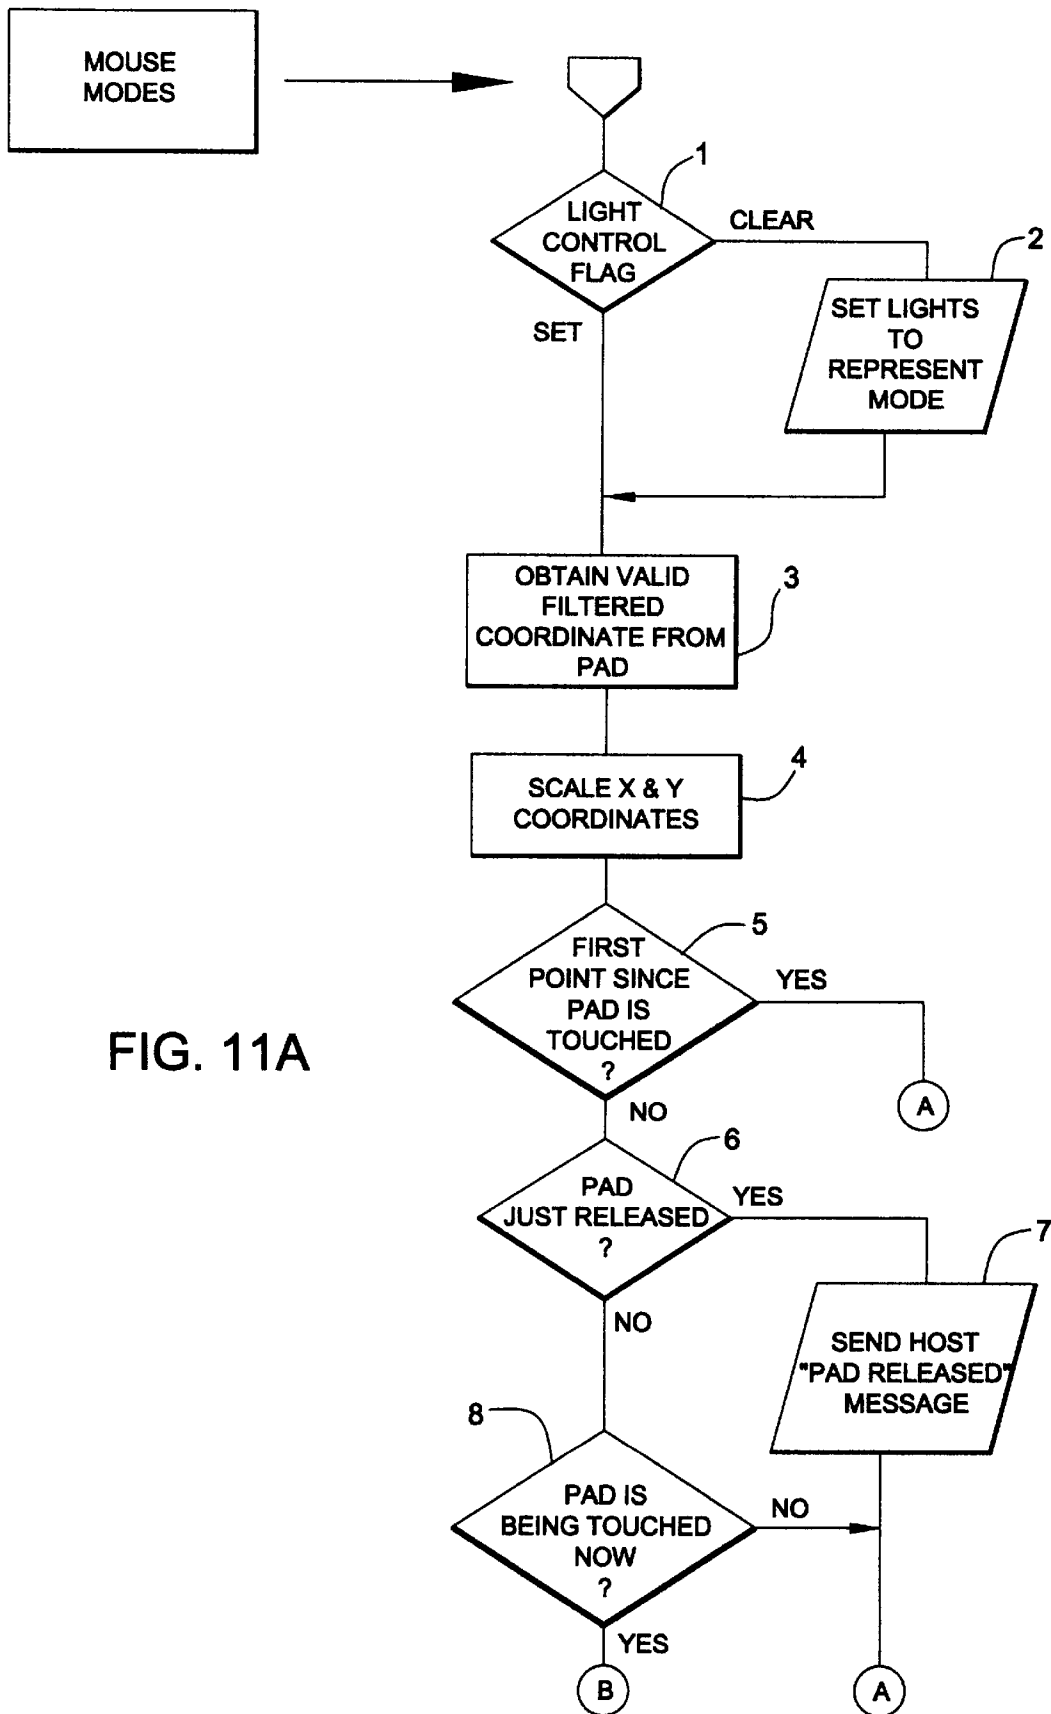 MOUSE
MODES
1
LIGHT
CONTROL
FLAG
CLEAR
SET
2
SET LIGHTS
TO
REPRESENT
MODE
OBTAIN VALID
FILTERED
COORDINATE FROM
PAD
3
SCALE X & Y
COORDINATES
4
FIRST
POINT SINCE
PAD IS
TOUCHED
?
5
YES
A
NO
FIG. 11A
PAD
JUST RELEASED
?
6
YES
NO
7
SEND HOST
"PAD RELEASED"
MESSAGE
8
PAD IS
BEING TOUCHED
NOW
?
NO
YES
B
A